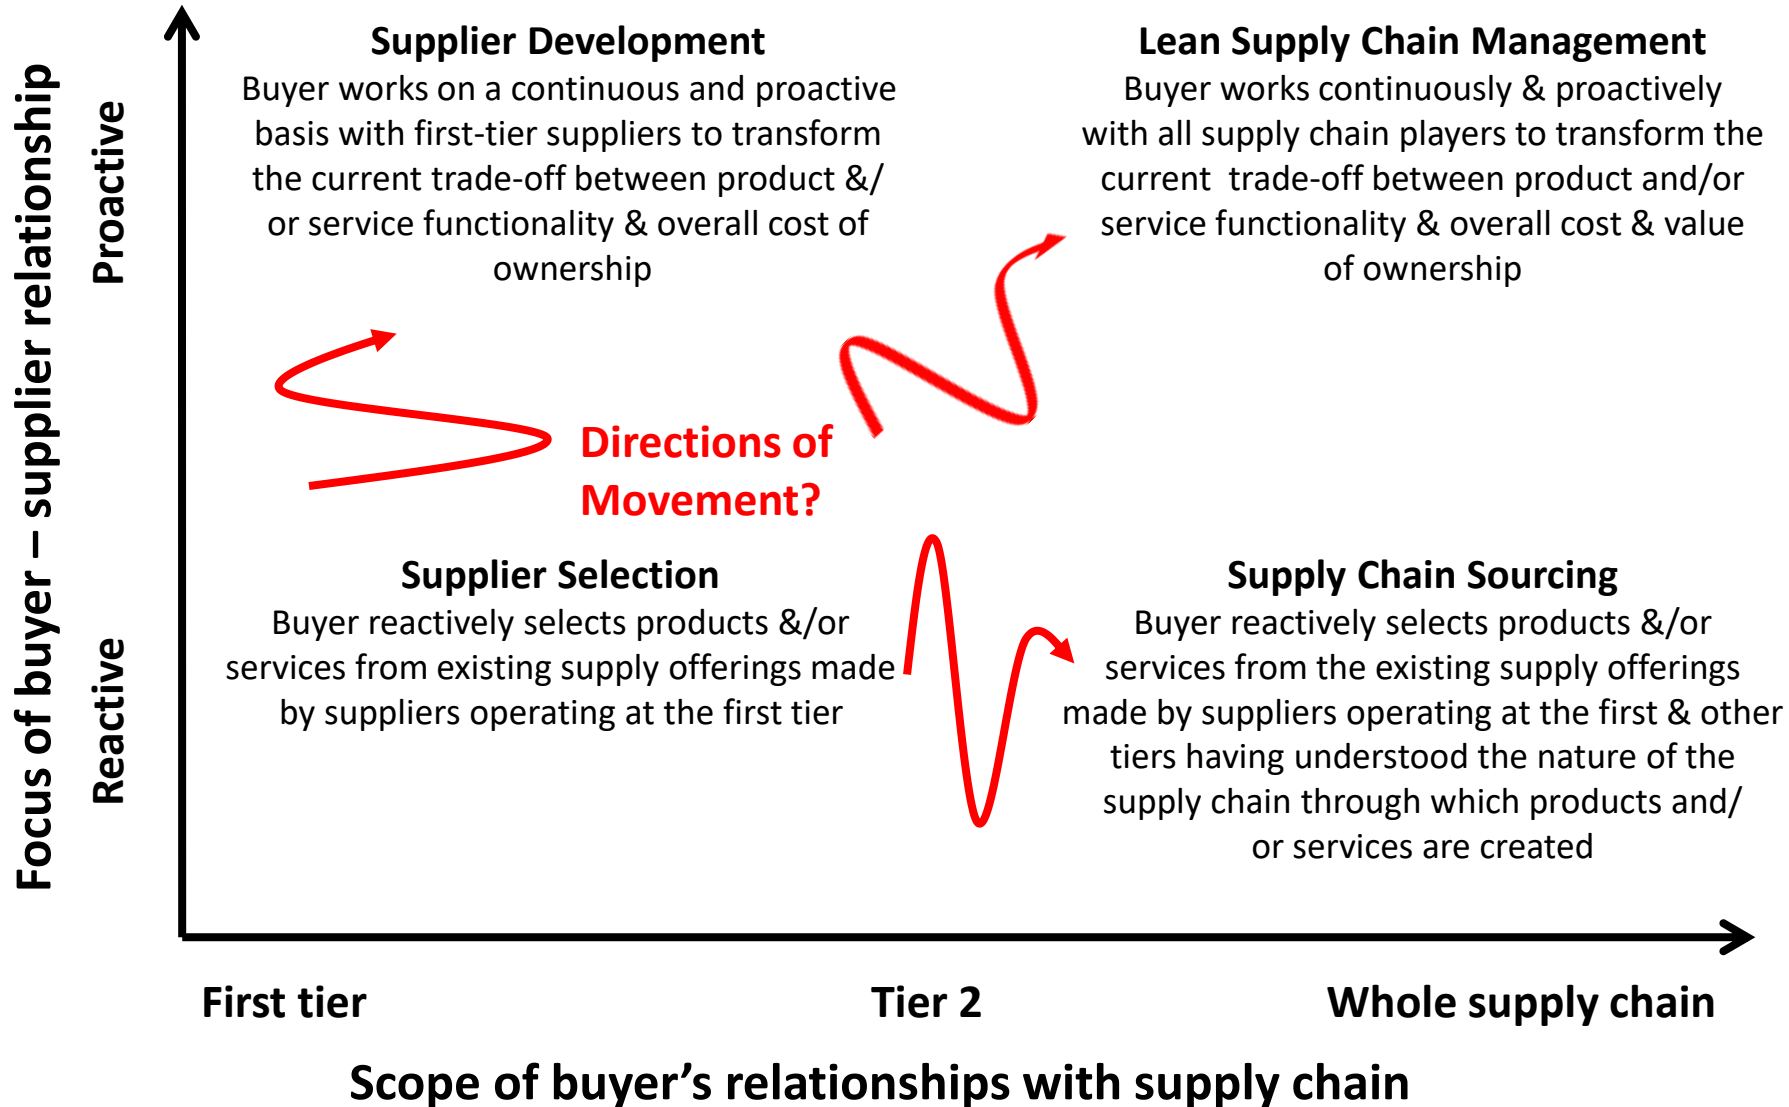 Focus of buyer – supplier relationship
Proactive
Reactive
Supplier Development
Buyer works on a continuous and proactive
basis with first-tier suppliers to transform
the current trade-off between product &/
or service functionality & overall cost of
ownership
Lean Supply Chain Management
Buyer works continuously & proactively
with all supply chain players to transform the
current trade-off between product and/or
service functionality & overall cost & value
of ownership
Directions of
Movement?
Supplier Selection
Buyer reactively selects products &/or
services from existing supply offerings made
by suppliers operating at the first tier
Supply Chain Sourcing
Buyer reactively selects products &/or
services from the existing supply offerings
made by suppliers operating at the first & other
tiers having understood the nature of the
supply chain through which products and/
or services are created
First tier
Tier 2
Whole supply chain
Scope of buyer’s relationships with supply chain